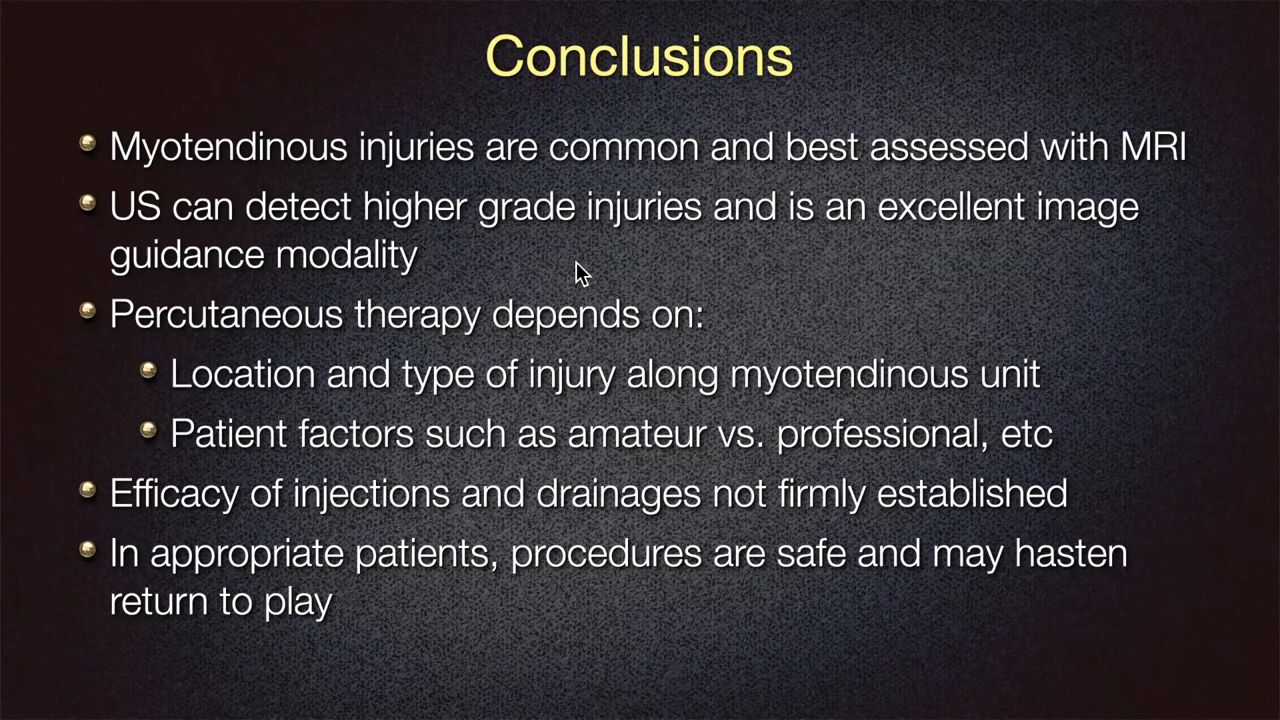 Conclusions
Myotendinous injuries are common and best assessed with MRI
US can detect higher grade injuries and is an excellent image
guidance modality
Percutaneous therapy depends on:
Location and type of injury along myotendinous unit
Patient factors such as amateur vs. professional, etc
Efficacy of injections and drainages not firmly established
In appropriate patients, procedures are safe and may hasten
return to play